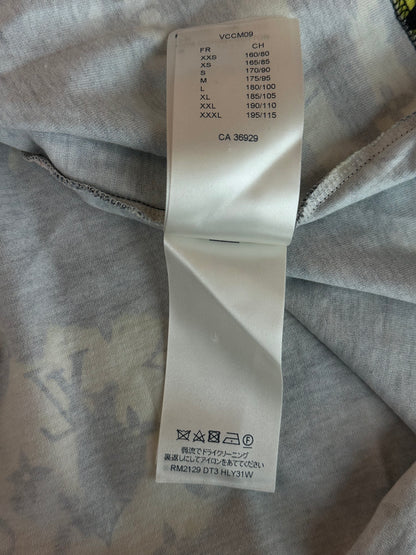 VCCM09
FR CH
XXS 160/80
XS 165/85
S 170/90
M 175/95
L 180/100
XL 185/105
XXL 190/110
XXXL 195/115
CA 36929
F
弱流でドライクリーニング
裏返しにしてアイロンをあててください
RM2129 DT3 HLY31W
LV